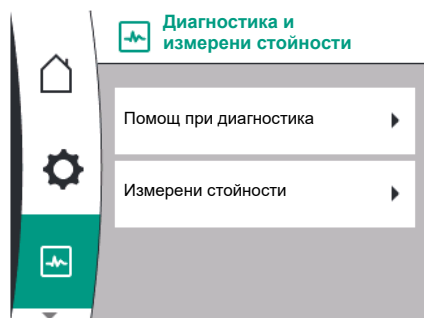 Диагностика и
измерени стойности
Помощ при диагностика
Измерени стойности